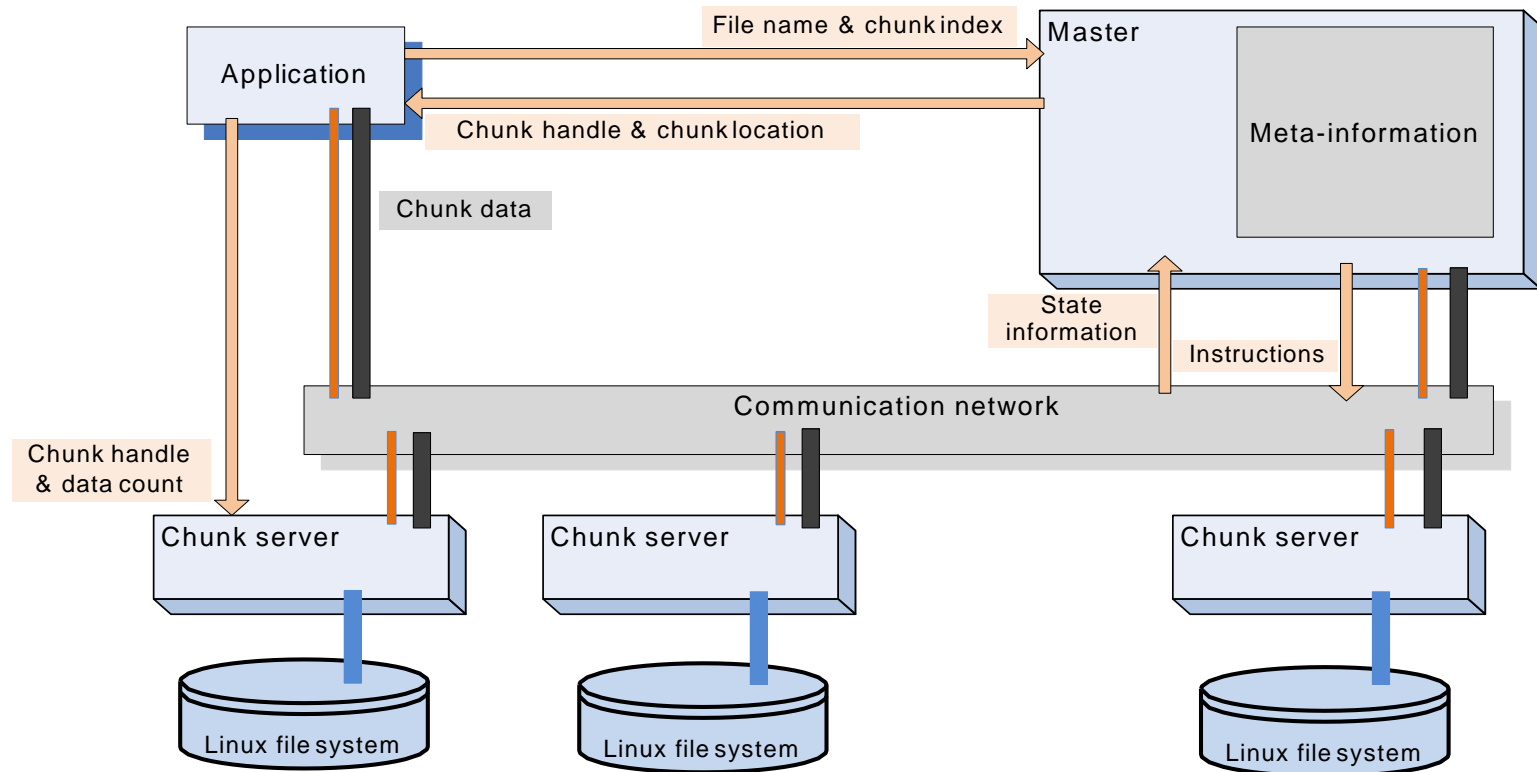 File name & chunk index
Master
Application
Meta-information
Chunk handle & chunk location
Chunk data
State
information
Instructions
Communication network
Chunk handle
& data count
Chunk server
Chunk server
Chunk server
Linux file system
Linux file system
Linux file system